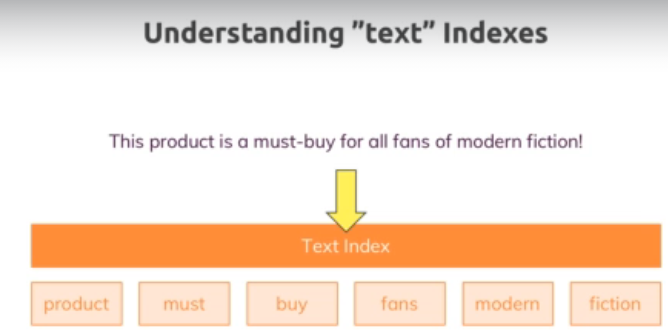 Understanding "text" Indexes
This product is a must-buy for all fans of modern fiction!
Text Index
product must buy fans modern fiction